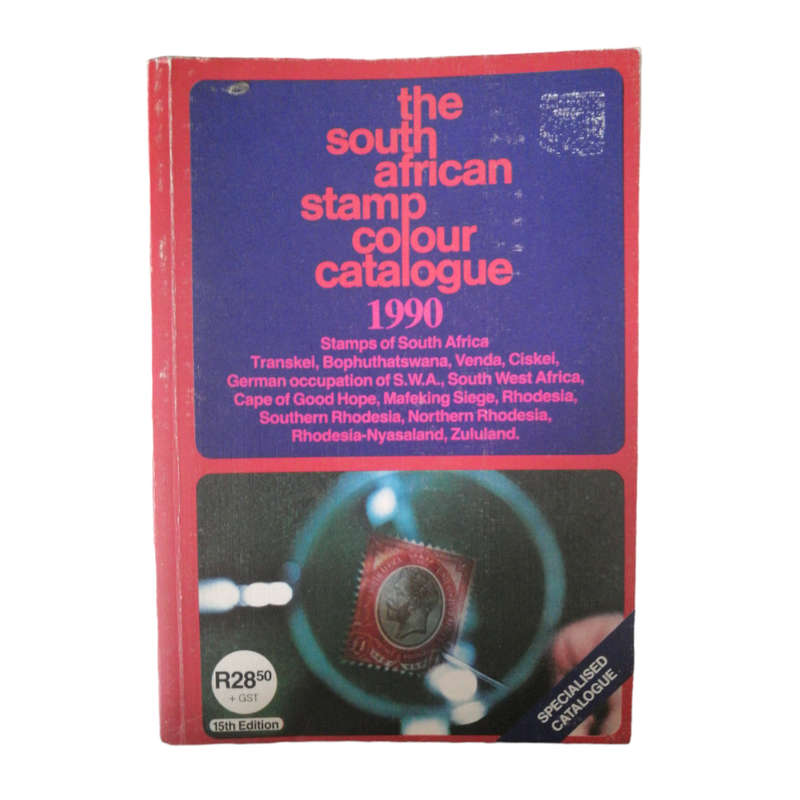 the
south
african
stamp
colour
catalogue
1990
Stamps of South Africa
Transkei, Bophuthatswana, Venda, Ciskei,
German occupation of S.W.A., South West Africa,
Cape of Good Hope, Mafeking Siege, Rhodesia,
Southern Rhodesia, Northern Rhodesia,
Rhodesia-Nyasaland, Zululand.
R28⁵⁰
+ GST
15th Edition
SPECIALISED
CATALOGUE